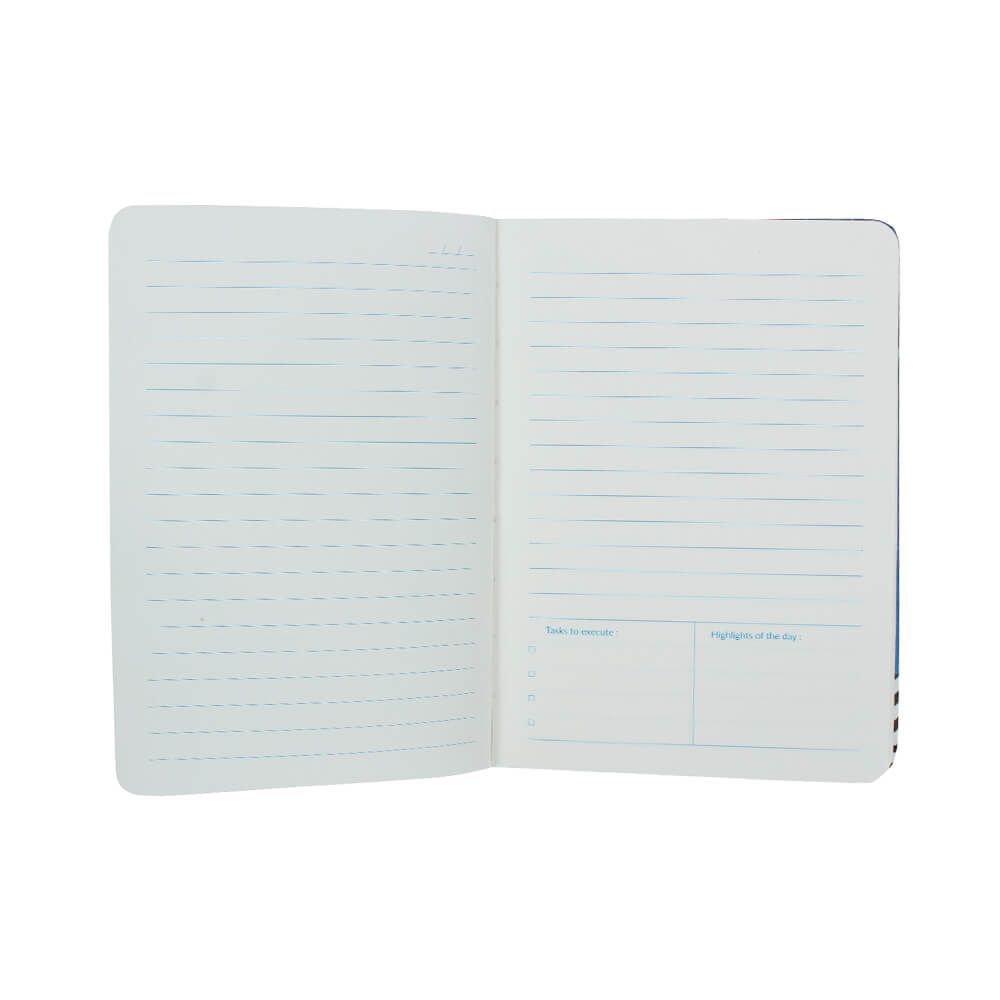 _ /_ /_
Tasks to execute :
Highlights of the day :